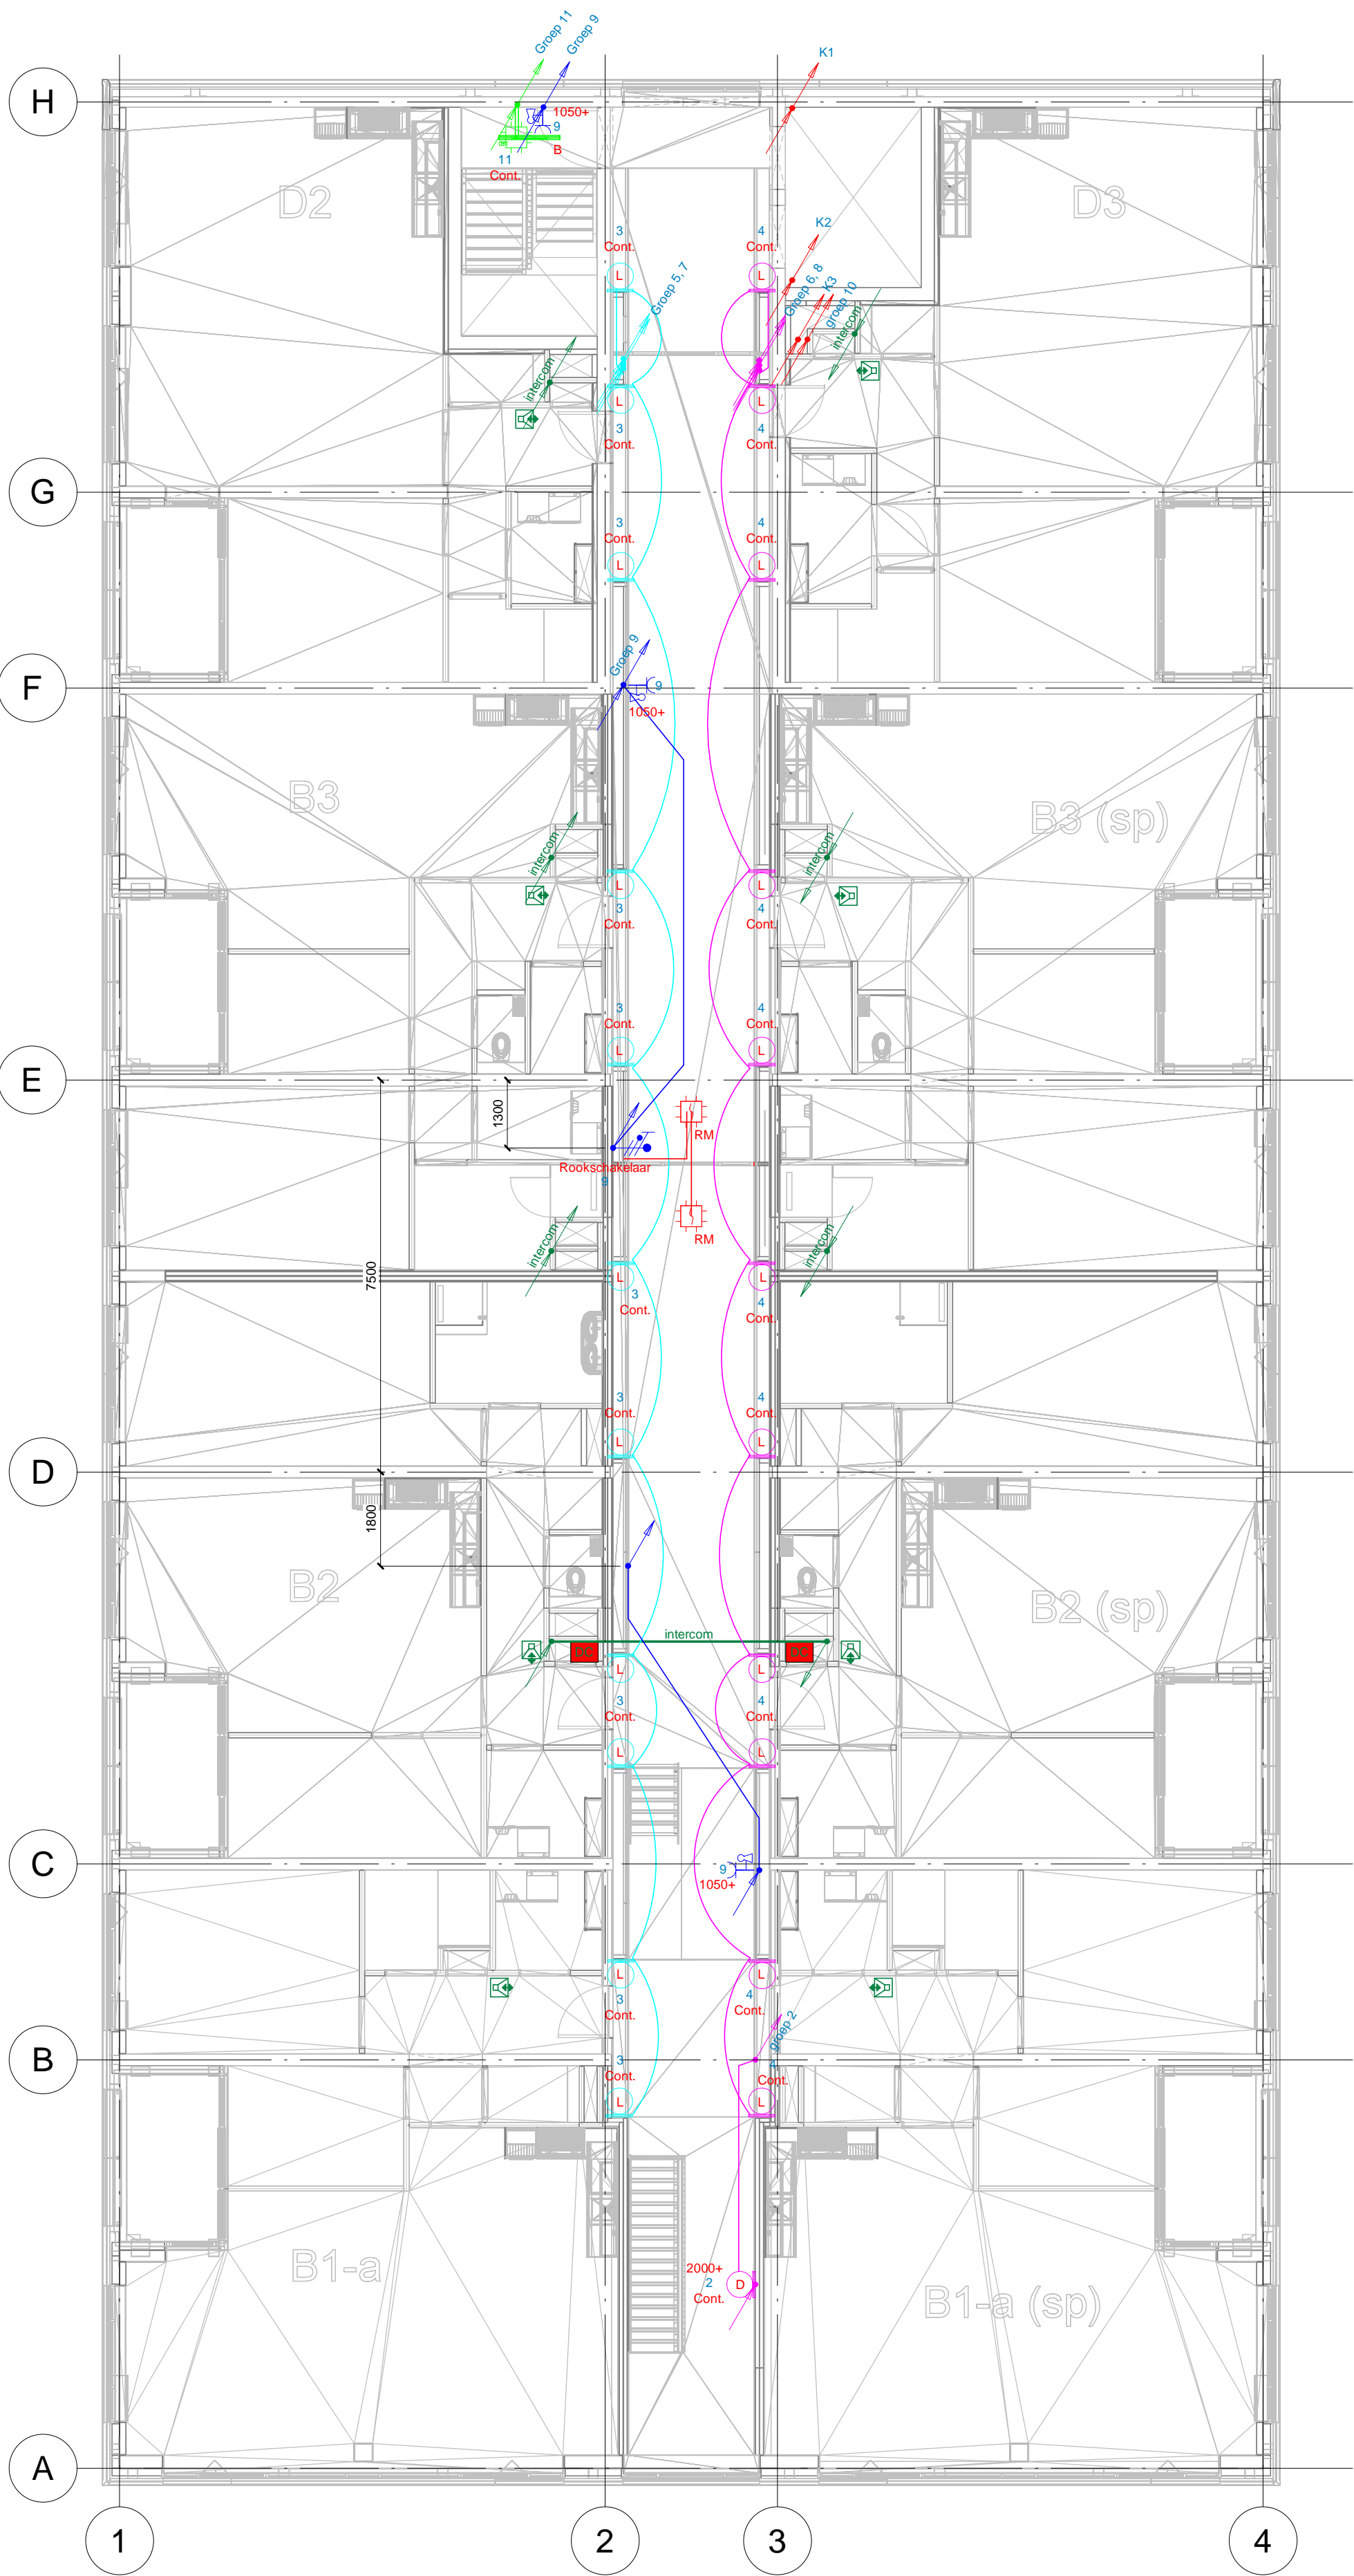 Groep 11
Groep 9
K1
H
1050+
9
B
11
Cont.
D2
D3
3
Cont.
4
Cont.
K2
L
L
Groep 5, 7
Groep 6, 8
K3
groep 10
intercom
intercom
L
L
3
Cont.
4
Cont.
G
3
Cont.
4
Cont.
L
L
Groep 9
F
9
1050+
B3
B3 (sp)
intercom
intercom
L
L
3
Cont.
4
Cont.
3
Cont.
4
Cont.
L
L
E
1300
RM
Rookschakelaar
9
RM
intercom
intercom
7500
L
L
3
Cont.
4
Cont.
3
Cont.
4
Cont.
L
L
D
1800
B2
B2 (sp)
intercom
DC
DC
L
L
3
Cont.
4
Cont.
L
L
C
9
1050+
L
L
3
Cont.
4
Cont.
groep 2
B
3
Cont.
4
Cont.
L
L
B1-a
2000+
2
Cont.
D
B1-a (sp)
A
1
2
3
4